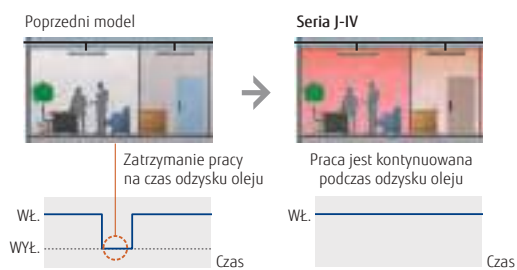 Poprzedni model
Zatrzymanie pracy
na czas odzysku oleju
WŁ.
WYŁ.
Czas
Seria J-IV
Praca jest kontynuowana
podczas odzysku oleju
WŁ.
Czas